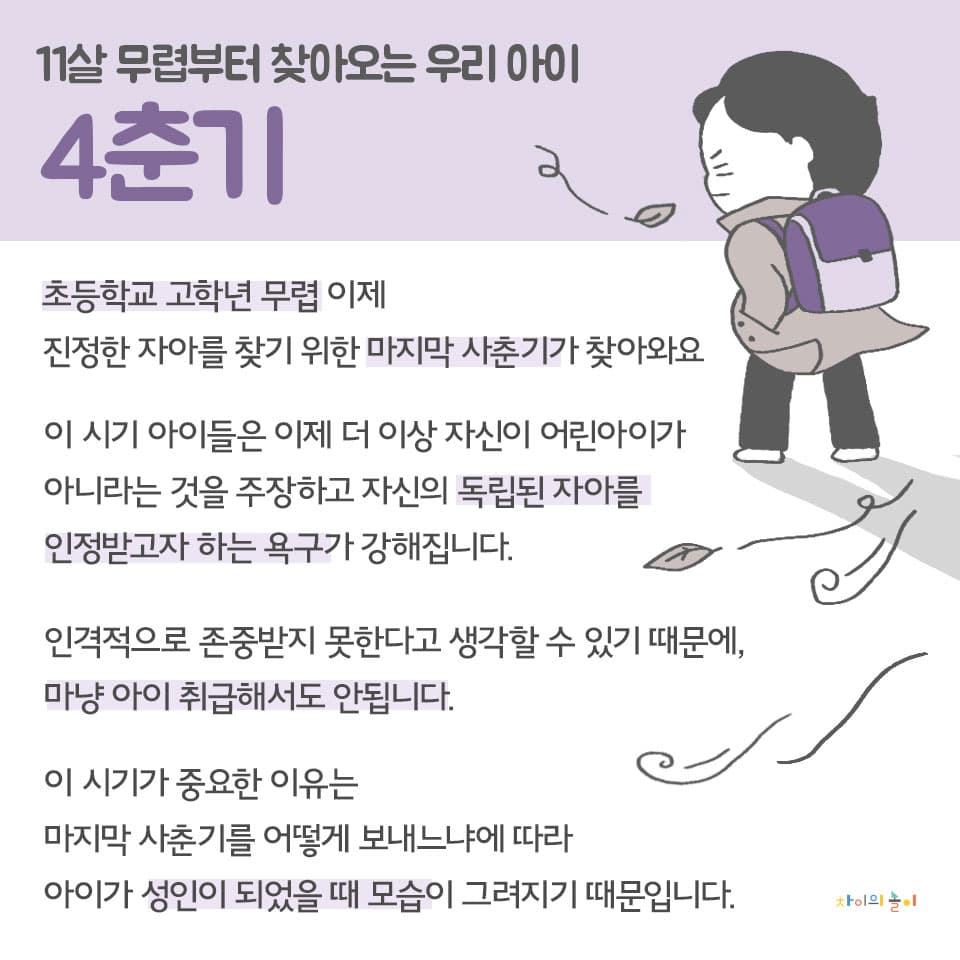 11살 무렵부터 찾아오는 우리 아이
4춘기
초등학교 고학년 무렵 이제
진정한 자아를 찾기 위한 마지막 사춘기가 찾아와요
이 시기 아이들은 이제 더 이상 자신이 어린아이가
아니라는 것을 주장하고 자신의 독립된 자아를
인정받고자 하는 욕구가 강해집니다.
인격적으로 존중받지 못한다고 생각할 수 있기 때문에,
마냥 아이 취급해서도 안됩니다.
이 시기가 중요한 이유는
마지막 사춘기를 어떻게 보내느냐에 따라
아이가 성인이 되었을 때 모습이 그려지기 때문입니다.
차이의 놀이